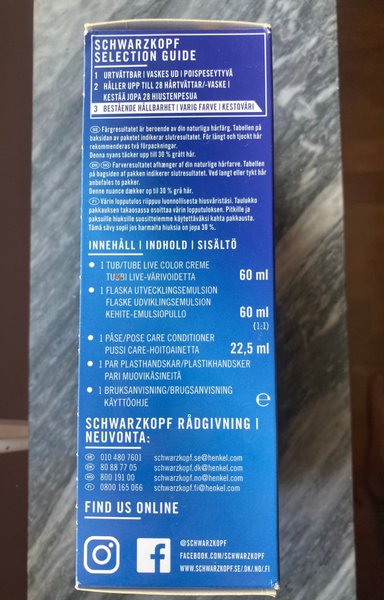 SCHWARZKOPF
SELECTION GUIDE
1 URTVÄTTBAR | VASKES UD | POISPESEYTYVÄ
2 HÅLLER UPP TILL 28 HÅRTVÄTTAR/-VASKE |
KESTÄÄ JOPA 28 HIUSTENPESUA
3 BESTÅENDE HÅLLBARHET | VARIG FARVE | KESTOVÄRI
SE Färgresultatet är beroende av din naturliga hårfärg. Tabellen på
baksidan av paketet indikerar slutresultatet. För långt och tjockt hår
rekommenderas två förpackningar.
Denna nyans täcker upp till 30 % grått hår.
DK NO Farveresultatet afhænger af din naturlige hårfarve. Tabellen
på bagsiden af pakken indikerar slutresultatet. Ved langt eller tykt hår
anbefales to pakker.
Denne nuance dækker op til 30 % grå hår.
FI Värin lopputulos riippuu luonnollisesta hiusväristäsi. Taulukko
pakkauksen takaosassa osoittaa värin lopputuloksen. Pitkille ja
paksuille hiuksille suosittelemme käytettäväksi kahta pakkausta.
Tämä sävy sopii jos harmaita hiuksia on jopa 30 %.
INNEHÅLL | INDHOLD | SISÄLTÖ
1 TUB/TUBE LIVE COLOR CREME
TUUBI LIVE-VÄRIVOIDETTA 60 ml
1 FLASKA UTVECKLINGSEMULSION
FLASKE UDVIKLINGSEMULSION
KEHITE-EMULSIOPULLO 60 ml
(1:1)
1 PÅSE/POSE CARE CONDITIONER
PUSSI CARE-HOITOAINETTA 22,5 ml
1 PAR PLASTHANDSKAR/PLASTIKHANDSKER
PARI MUOVIKÄSINEITÄ
1 BRUKSANVISNING/BRUGSANVISNING
KÄYTTÖOHJE ℮
SCHWARZKOPF RÅDGIVNING |
NEUVONTA:
SE 010 480 7601 schwarzkopf.se@henkel.com
DK 80 88 77 05 schwarzkopf.dk@henkel.com
NO 800 191 00 schwarzkopf.no@henkel.com
FI 0800 165 066 schwarzkopf.fi@henkel.com
FIND US ONLINE
@SCHWARZKOPF
FACEBOOK.COM/SCHWARZKOPF
WWW.SCHWARZKOPF.SE/DK/NO/.FI